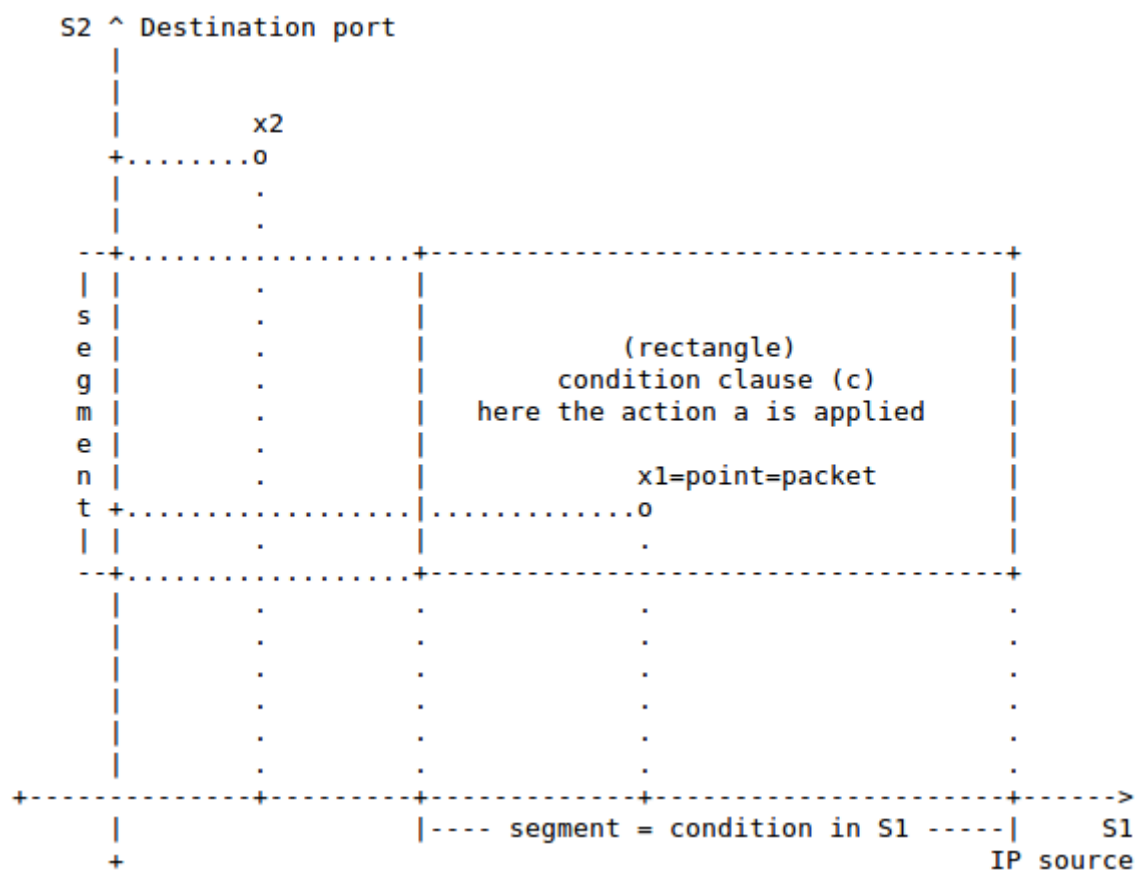 S2 ^ Destination port
x2
o
(rectangle)
condition clause (c)
here the action a is applied
segment
x1=point=packet
o
|---- segment = condition in S1 -----| S1
IP source